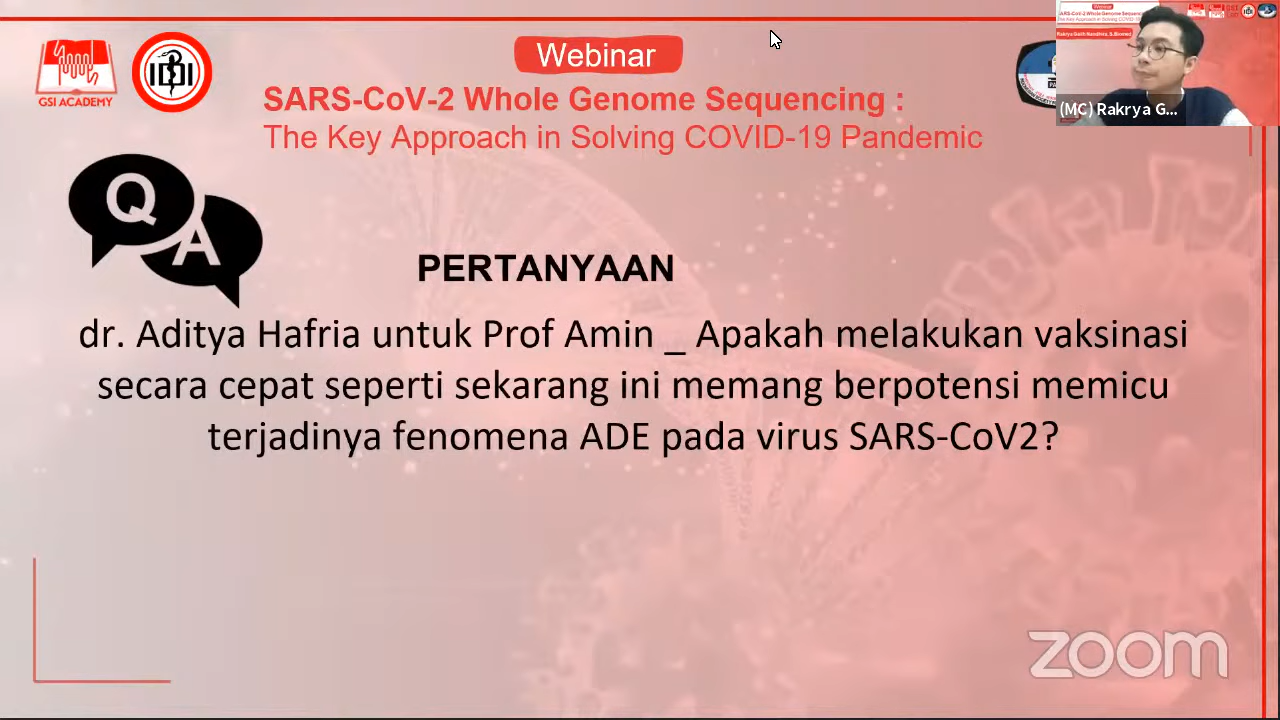 Webinar
SARS-CoV-2 Whole Genome Sequencing :
The Key Approach in Solving COVID-19 Pandemic
GSI ACADEMY
IDI
(MC) Rakrya G...
Q
A
PERTANYAAN
dr. Aditya Hafria untuk Prof Amin _ Apakah melakukan vaksinasi
secara cepat seperti sekarang ini memang berpotensi memicu
terjadinya fenomena ADE pada virus SARS-CoV2?
zoom